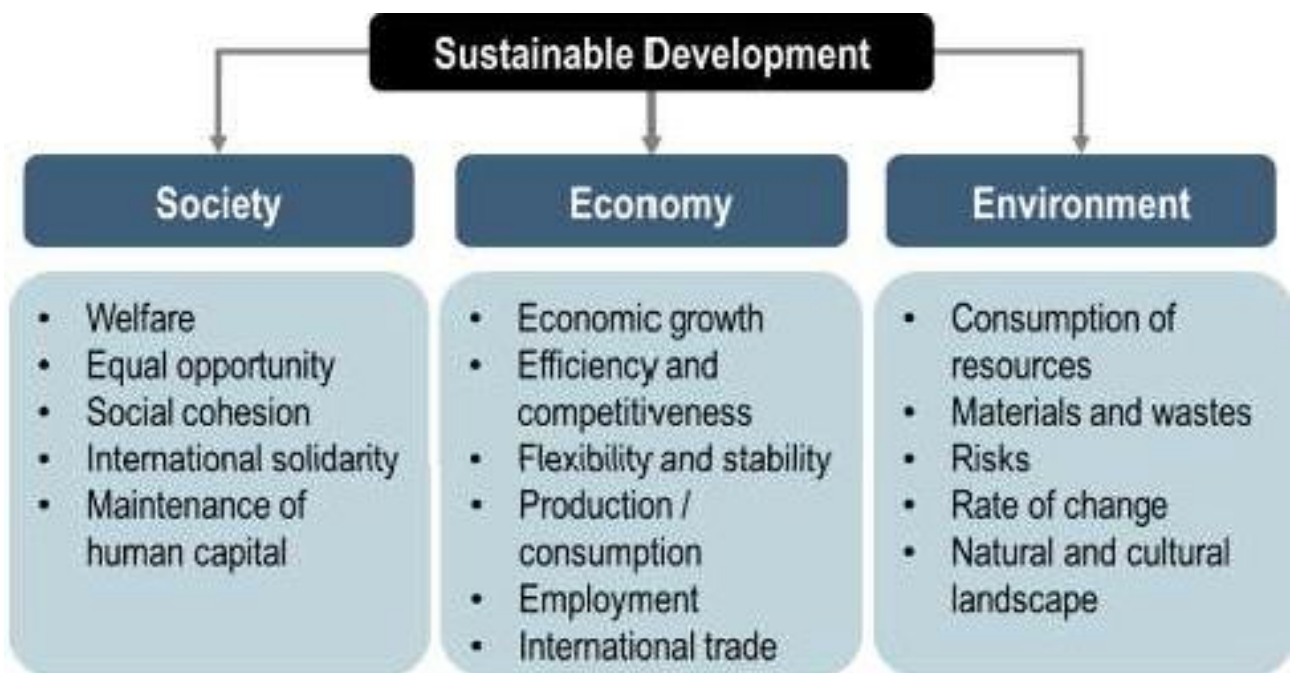 Sustainable Development
Society
• Welfare
• Equal opportunity
• Social cohesion
• International solidarity
• Maintenance of
human capital
Economy
• Economic growth
• Efficiency and
competitiveness
• Flexibility and stability
• Production /
consumption
• Employment
• International trade
Environment
• Consumption of
resources
• Materials and wastes
• Risks
• Rate of change
• Natural and cultural
landscape